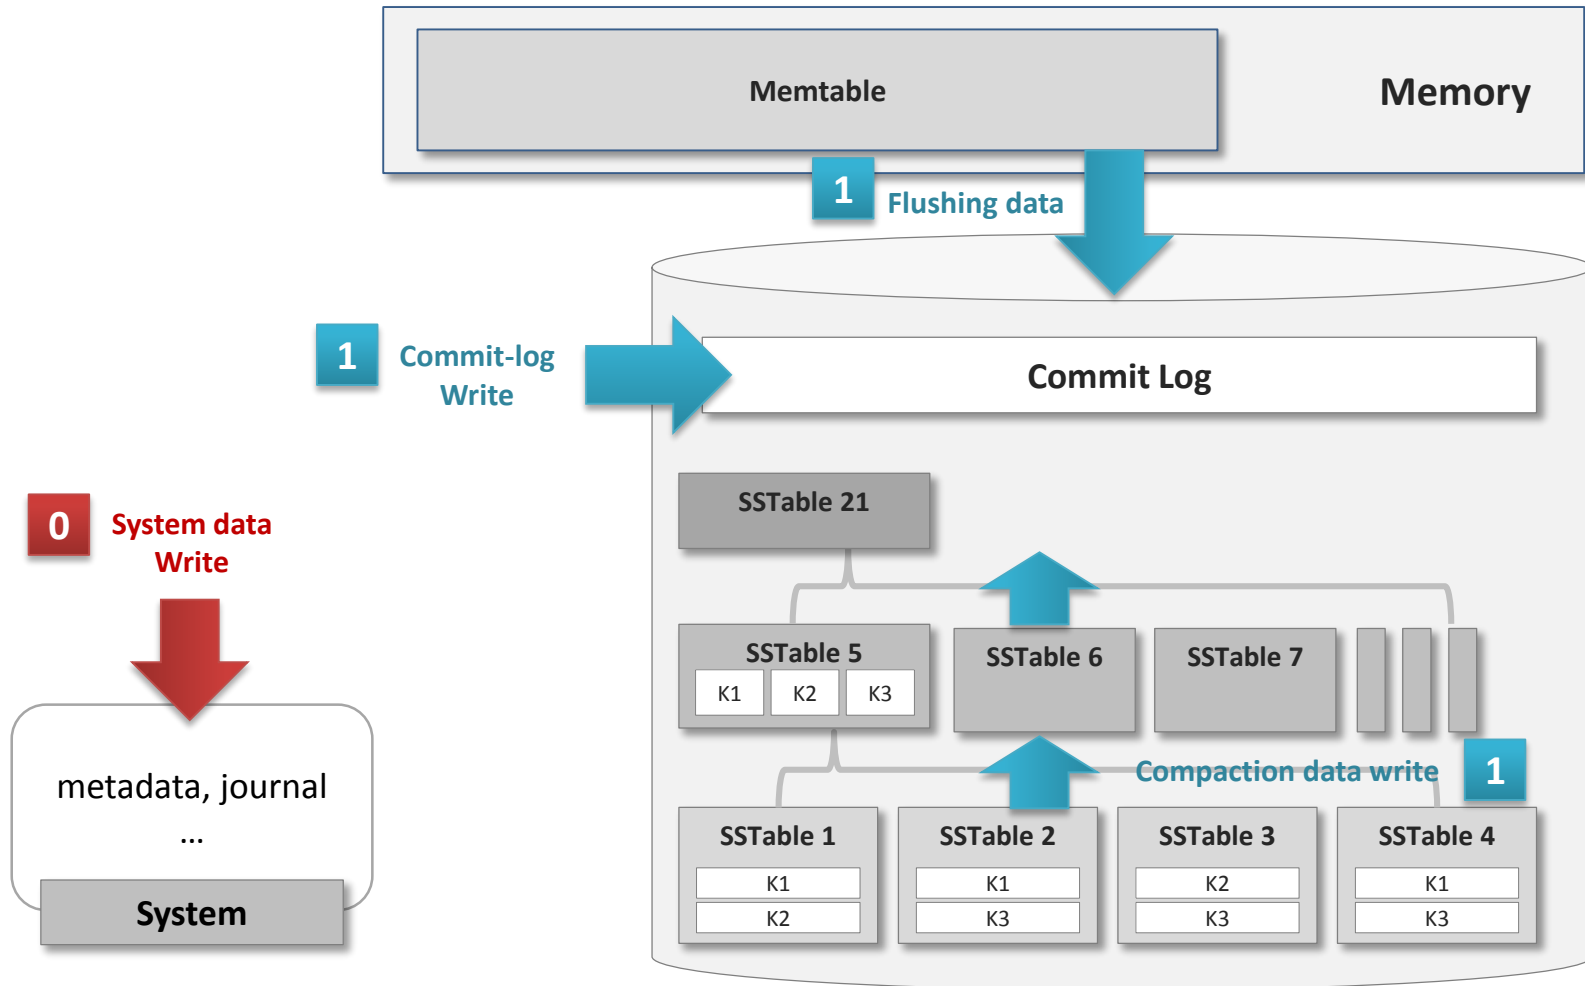 Memtable
Memory
1
Flushing data
1
Commit-log
Write
Commit Log
0
System data
Write
SSTable 21
SSTable 5
K1 K2 K3
SSTable 6
SSTable 7
Compaction data write
1
metadata, journal
...
System
SSTable 1
K1
K2
SSTable 2
K1
K3
SSTable 3
K2
K3
SSTable 4
K1
K3